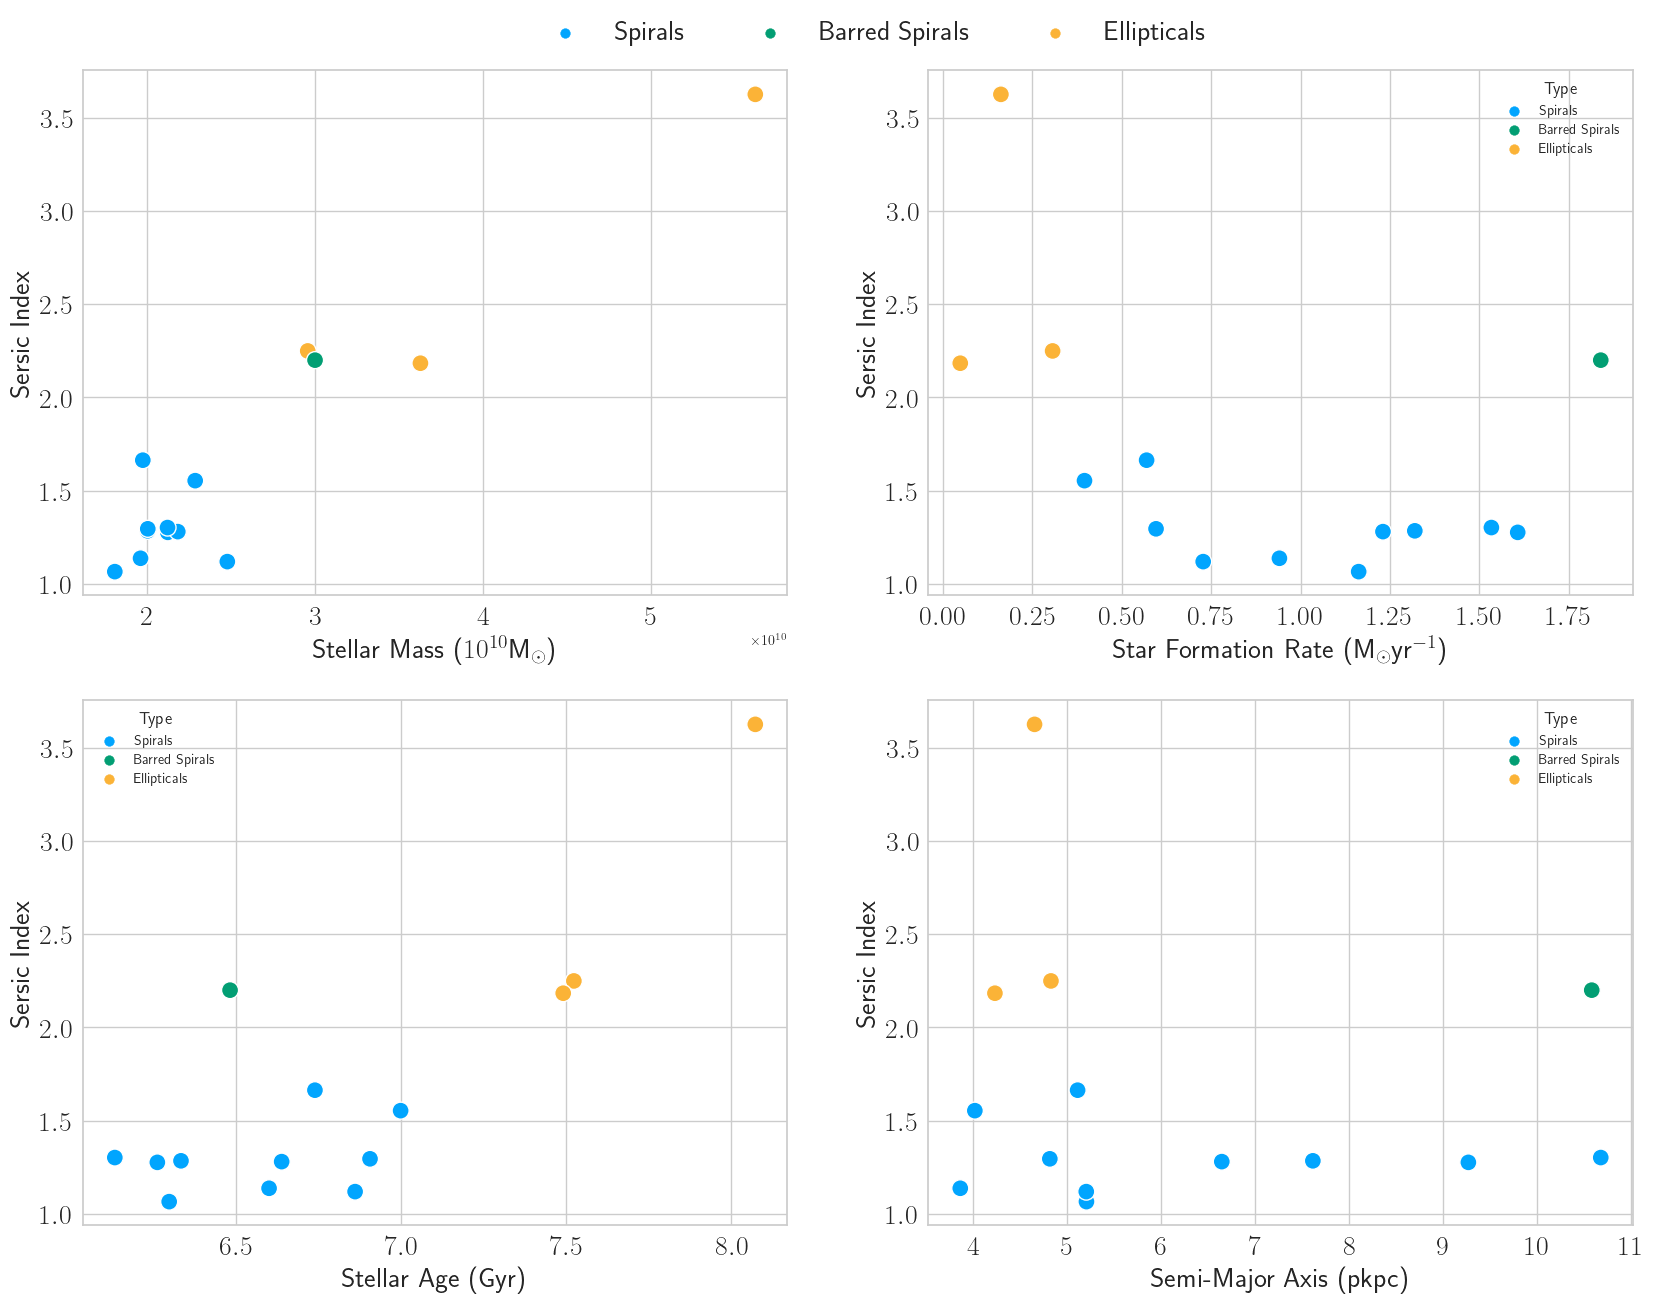 Spirals Barred Spirals Ellipticals
Sersic Index
3.5
3.0
2.5
2.0
1.5
1.0
2 3 4 5
×10¹⁰
Stellar Mass (10¹⁰M☉)
Sersic Index
3.5
3.0
2.5
2.0
1.5
1.0
Type
Spirals
Barred Spirals
Ellipticals
0.00 0.25 0.50 0.75 1.00 1.25 1.50 1.75
Star Formation Rate (M☉yr⁻¹)
Sersic Index
3.5
3.0
2.5
2.0
1.5
1.0
Type
Spirals
Barred Spirals
Ellipticals
6.5 7.0 7.5 8.0
Stellar Age (Gyr)
Sersic Index
3.5
3.0
2.5
2.0
1.5
1.0
Type
Spirals
Barred Spirals
Ellipticals
4 5 6 7 8 9 10 11
Semi-Major Axis (pkpc)